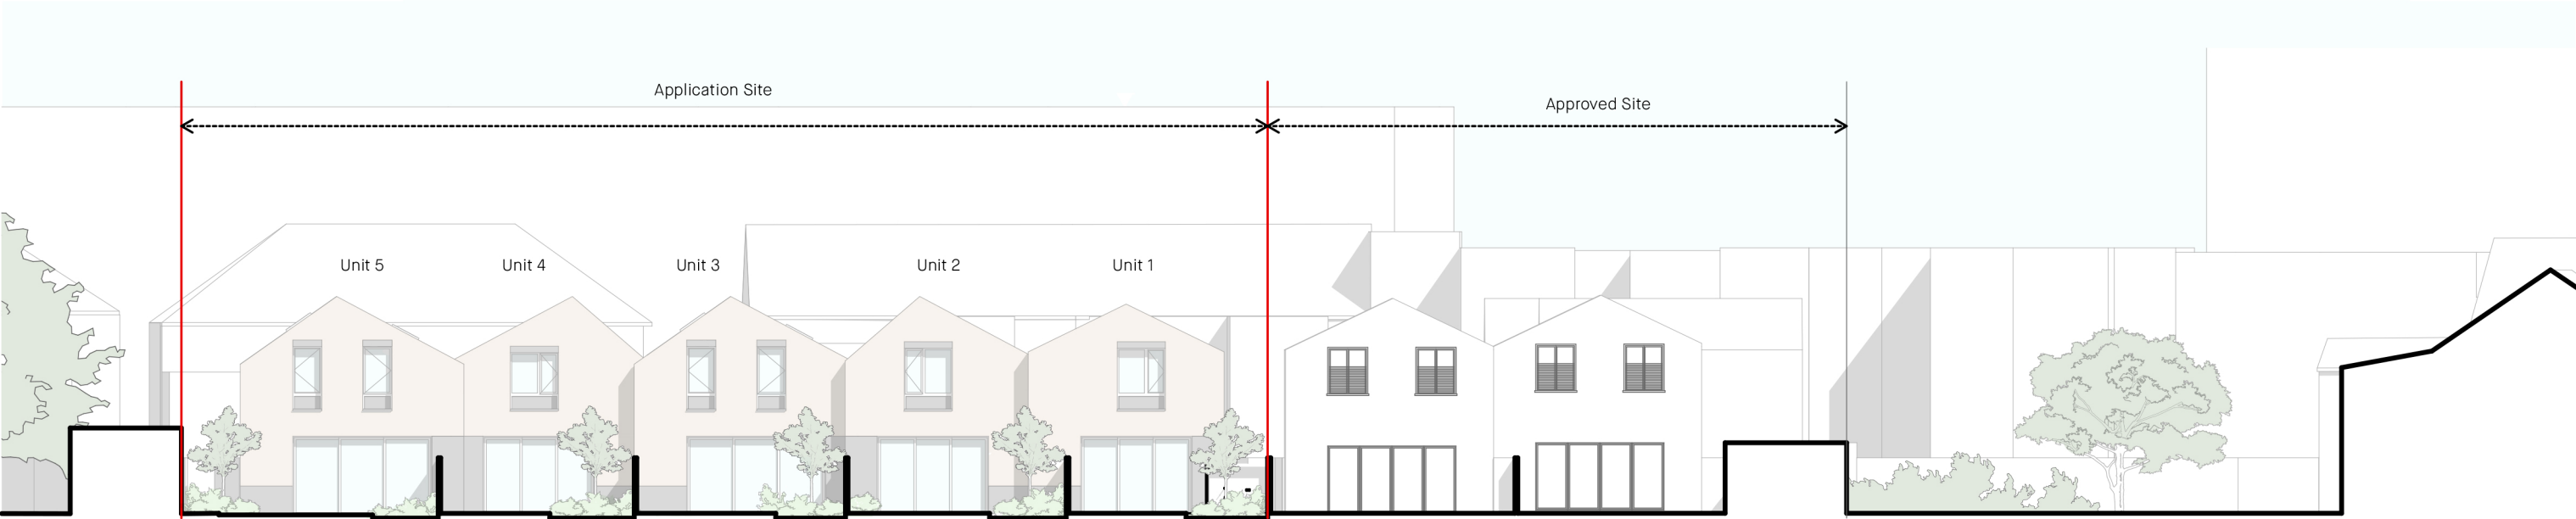 Application Site
Approved Site
Unit 5
Unit 4
Unit 3
Unit 2
Unit 1